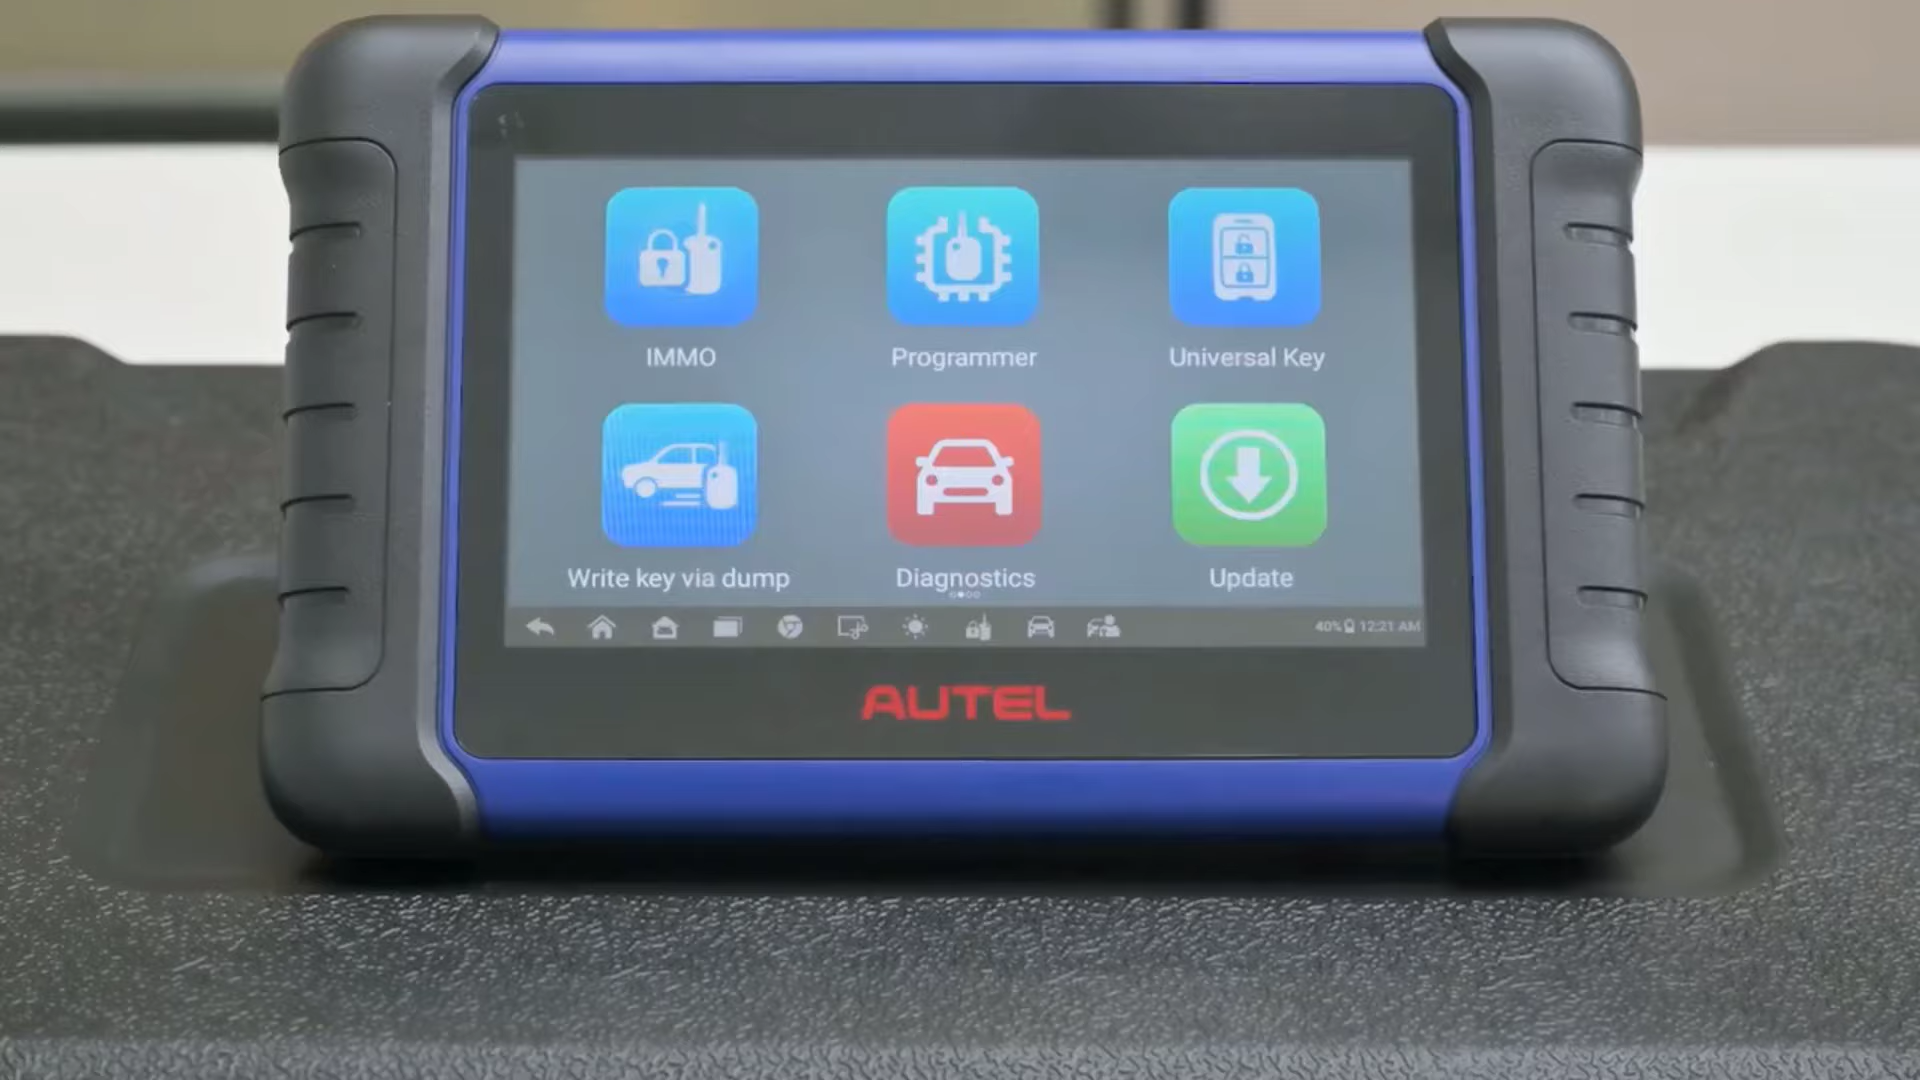 IMMO
Programmer
Universal Key
Write key via dump
Diagnostics
Update
40% 12:21 AM
AUTEL